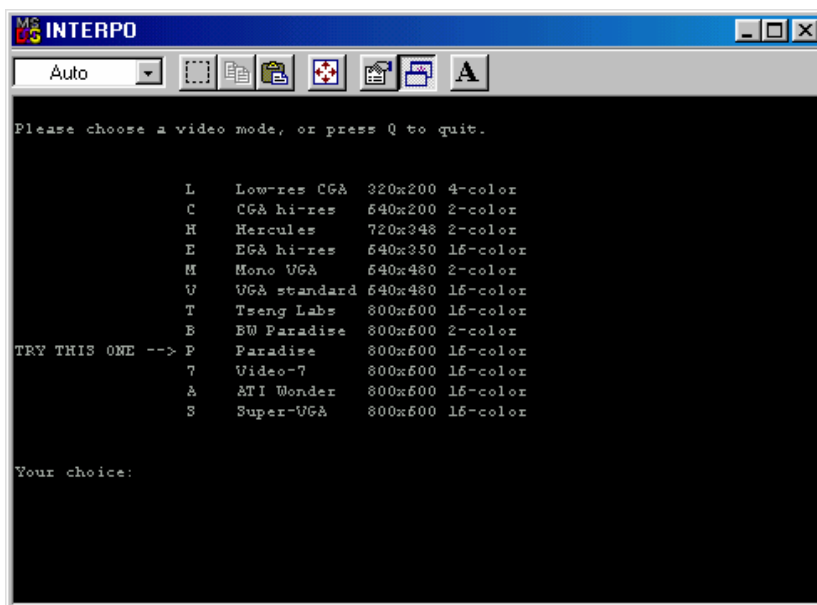 MS DOS INTERPO
Auto A
Please choose a video mode, or press Q to quit.
L Low-res CGA 320x200 4-color
C CGA hi-res 640x200 2-color
H Hercules 720x348 2-color
E EGA hi-res 640x350 16-color
M Mono VGA 640x480 2-color
V VGA standard 640x480 16-color
T Tseng Labs 800x600 16-color
B BW Paradise 800x600 2-color
TRY THIS ONE --> P Paradise 800x600 16-color
7 Video-7 800x600 16-color
A ATI Wonder 800x600 16-color
S Super-VGA 800x600 16-color
Your choice: